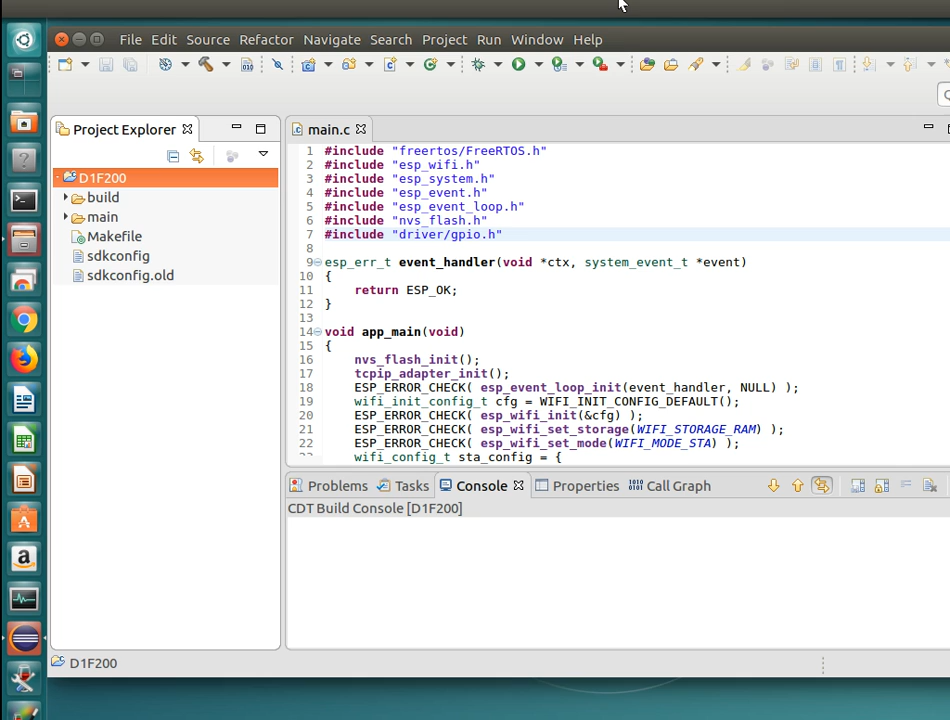 File Edit Source Refactor Navigate Search Project Run Window Help
Project Explorer
main.c
D1F200
build
main
Makefile
sdkconfig
sdkconfig.old
1 #include "freertos/FreeRTOS.h"
2 #include "esp_wifi.h"
3 #include "esp_system.h"
4 #include "esp_event.h"
5 #include "esp_event_loop.h"
6 #include "nvs_flash.h"
7 #include "driver/gpio.h"
8
9 esp_err_t event_handler(void *ctx, system_event_t *event)
10 {
11     return ESP_OK;
12 }
13
14 void app_main(void)
15 {
16     nvs_flash_init();
17     tcpip_adapter_init();
18     ESP_ERROR_CHECK( esp_event_loop_init(event_handler, NULL) );
19     wifi_init_config_t cfg = WIFI_INIT_CONFIG_DEFAULT();
20     ESP_ERROR_CHECK( esp_wifi_init(&cfg) );
21     ESP_ERROR_CHECK( esp_wifi_set_storage(WIFI_STORAGE_RAM) );
22     ESP_ERROR_CHECK( esp_wifi_set_mode(WIFI_MODE_STA) );
    wifi_config_t sta_config = {
Problems Tasks Console Properties Call Graph
CDT Build Console [D1F200]
D1F200